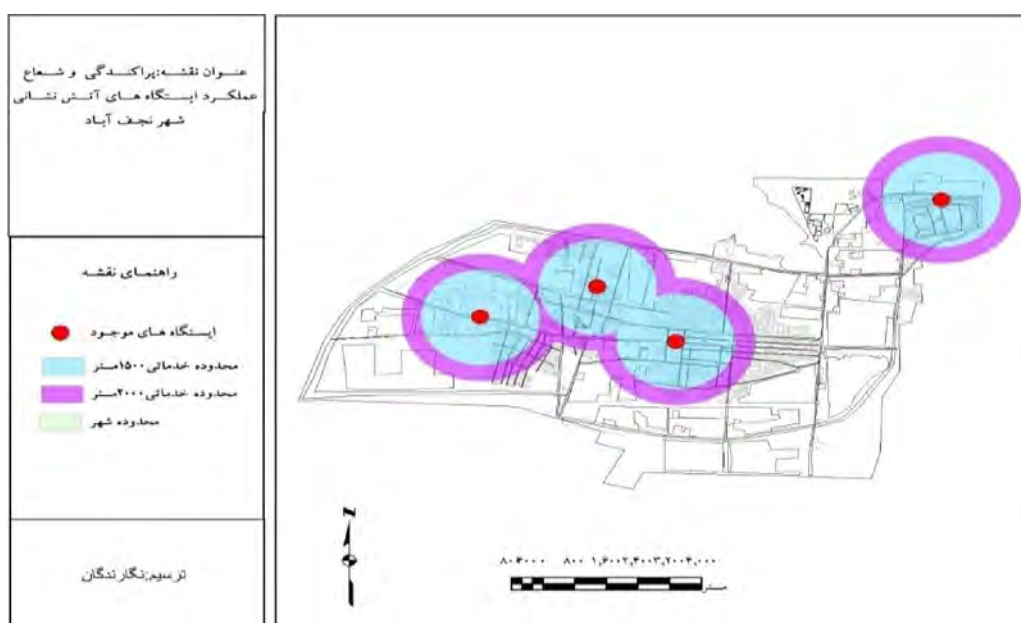 عنوان نقشه:پراکندگی و شعاع
عملکرد ایستگاه های آتش نشانی
شهر نجف آباد
راهنمای نقشه
ایستگاه های موجود
محدوده خدماتی ۱۵۰۰متر
محدوده خدماتی ۲۰۰۰متر
محدوده شهر
ترسیم:نگارندگان
متر